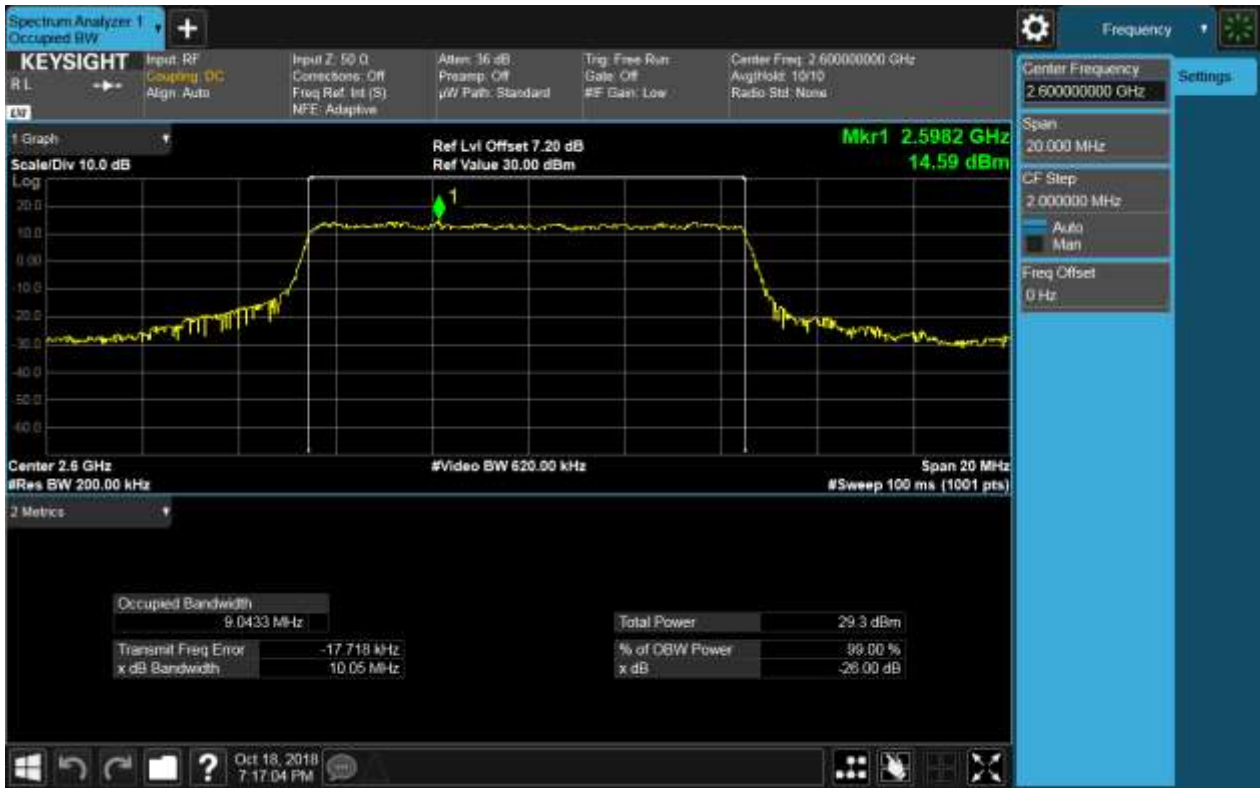 Spectrum Analyzer 1
Occupied BW
+
Frequency
KEYSIGHT
R L
Input: RF
Coupling: DC
Align: Auto
Input Z: 50 Ω
Corrections: Off
Freq Ref: Int (S)
NFE: Adaptive
Atten: 36 dB
Preamp: Off
µW Path: Standard
Trig: Free Run
Gate: Off
#IF Gain: Low
Center Freq: 2.600000000 GHz
Avg|Hold: 10/10
Radio Std: None
Center Frequency
2.600000000 GHz
Settings
Span
20.000 MHz
CF Step
2.000000 MHz
Auto
Man
Freq Offset
0 Hz
1 Graph
Scale/Div 10.0 dB
Ref Lvl Offset 7.20 dB
Ref Value 30.00 dBm
Mkr1 2.5982 GHz
14.59 dBm
Log
20.0
10.0
0.00
-10.0
-20.0
-30.0
-40.0
-50.0
-60.0
1
Center 2.6 GHz
#Video BW 620.00 kHz
Span 20 MHz
#Res BW 200.00 kHz
#Sweep 100 ms (1001 pts)
2 Metrics
Occupied Bandwidth
9.0433 MHz
Total Power 29.3 dBm
Transmit Freq Error -17.718 kHz
% of OBW Power 99.00 %
x dB Bandwidth 10.05 MHz
x dB -26.00 dB
?
Oct 18, 2018
7:17:04 PM